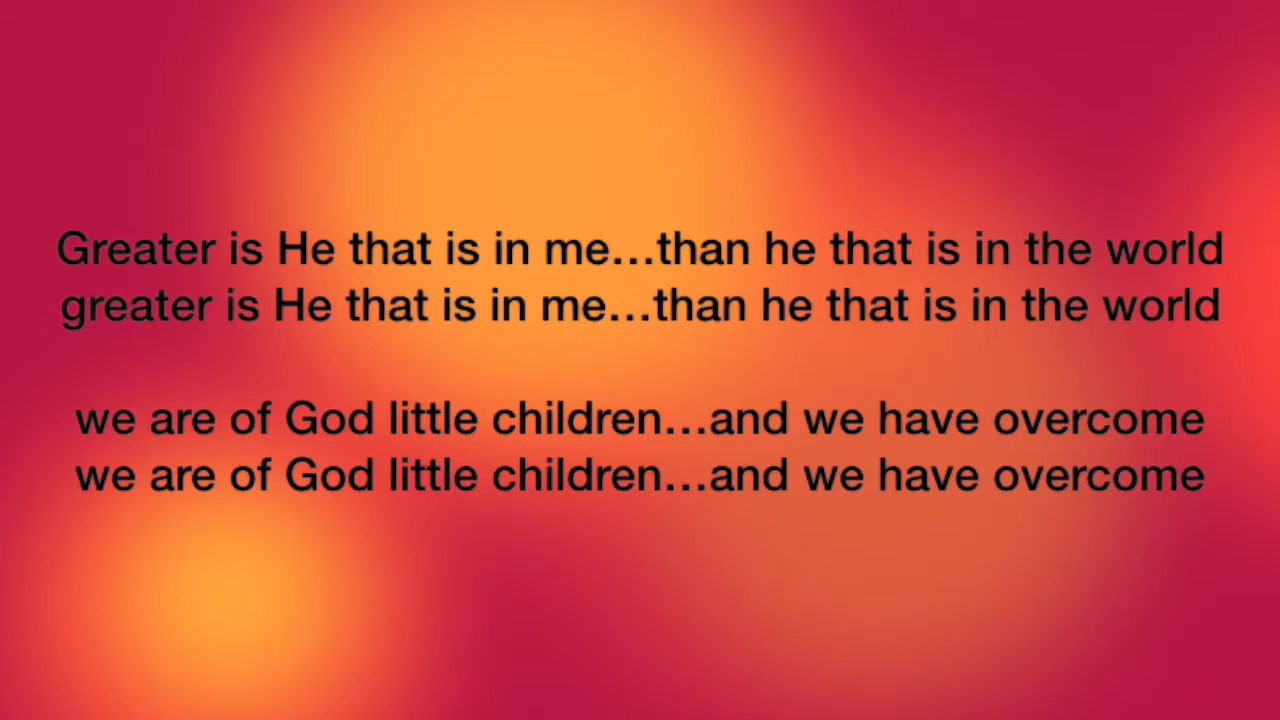 Greater is He that is in me...than he that is in the world
greater is He that is in me...than he that is in the world
we are of God little children...and we have overcome
we are of God little children...and we have overcome